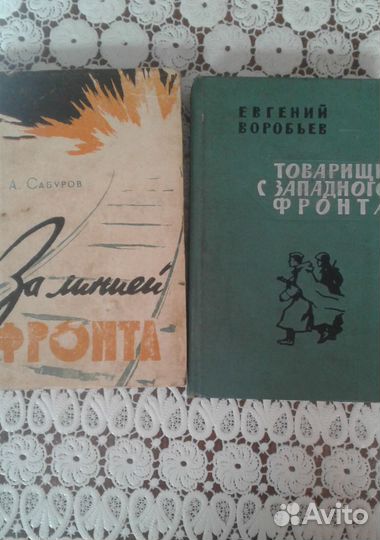 А. САБУРОВ
За линией
ФРОНТА
ЕВГЕНИЙ
ВОРОБЬЕВ
ТОВАРИЩИ
С ЗАПАДНОГО
ФРОНТА
Avito